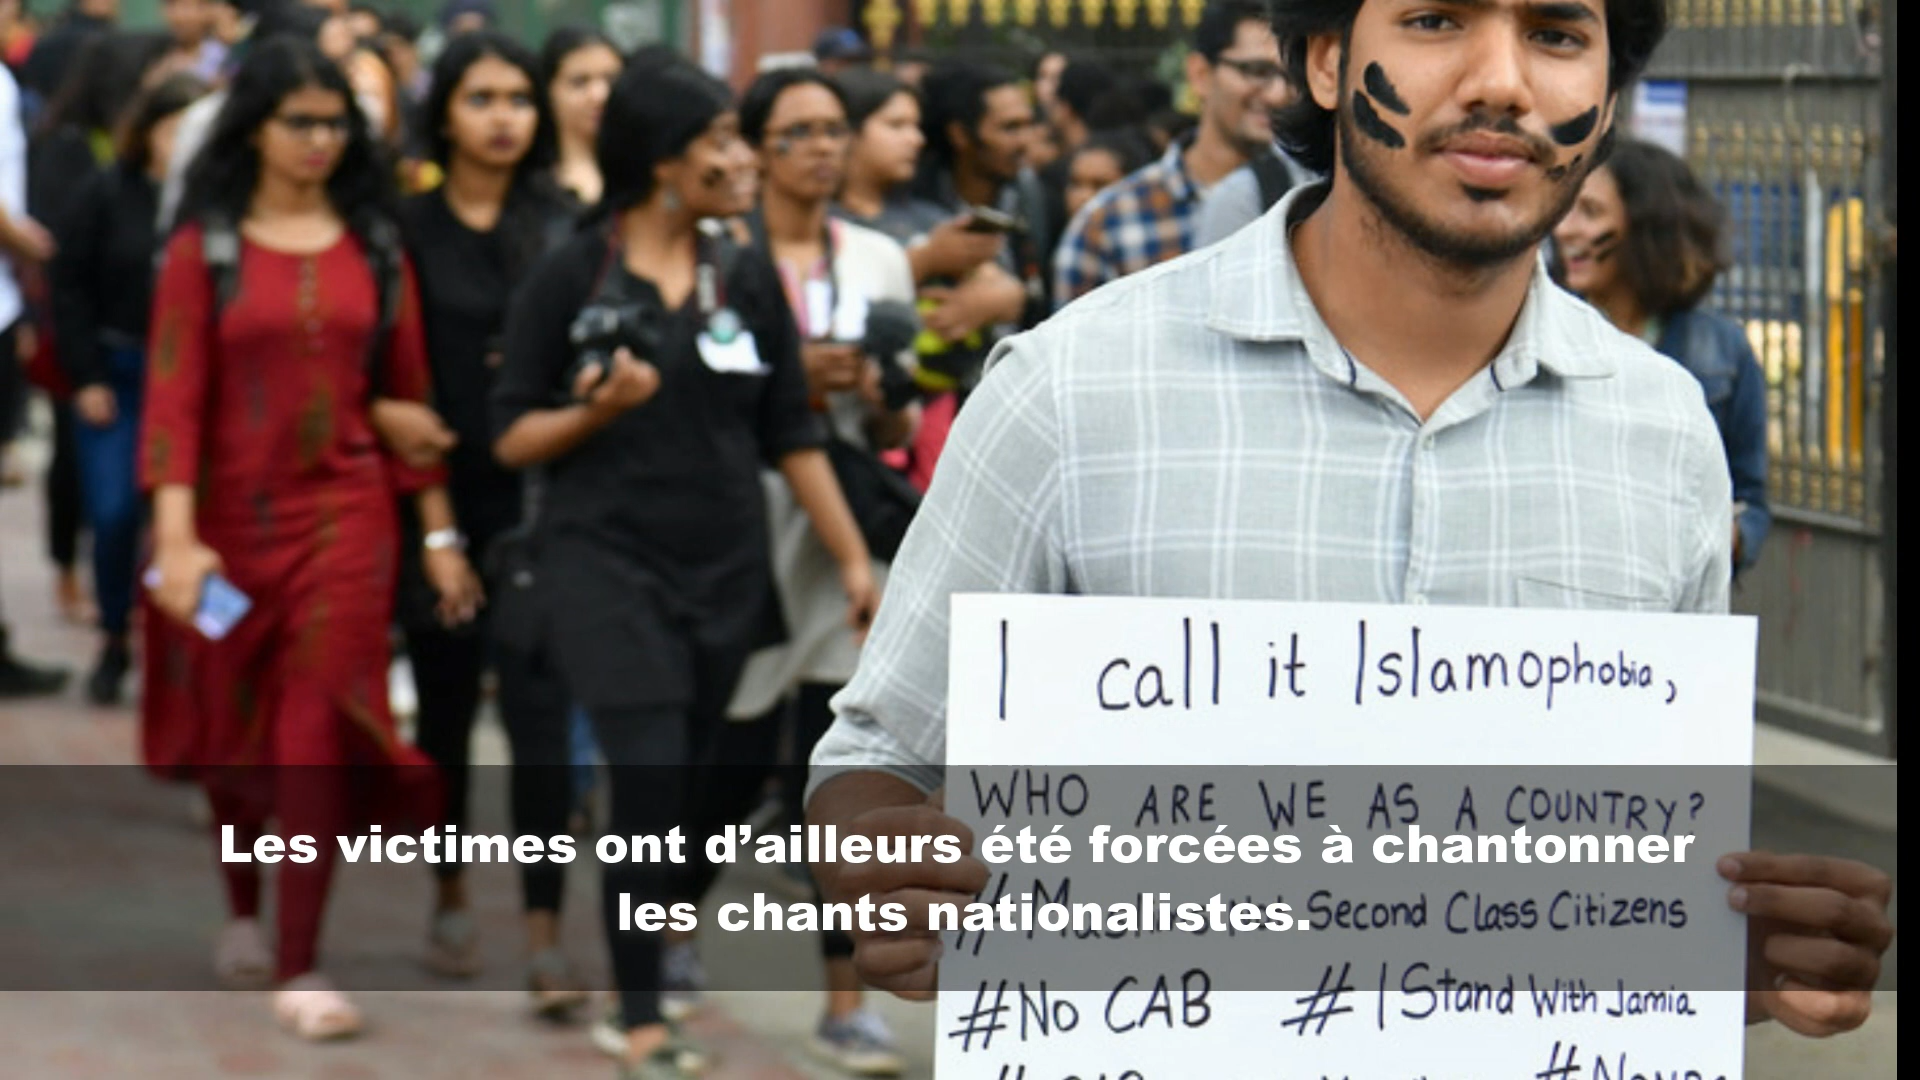 I call it Islamophobia,
WHO ARE WE AS A COUNTRY?
Les victimes ont d’ailleurs été forcées à chantonner
les chants nationalistes.
# Second Class Citizens
#No CAB # I Stand With Jamia